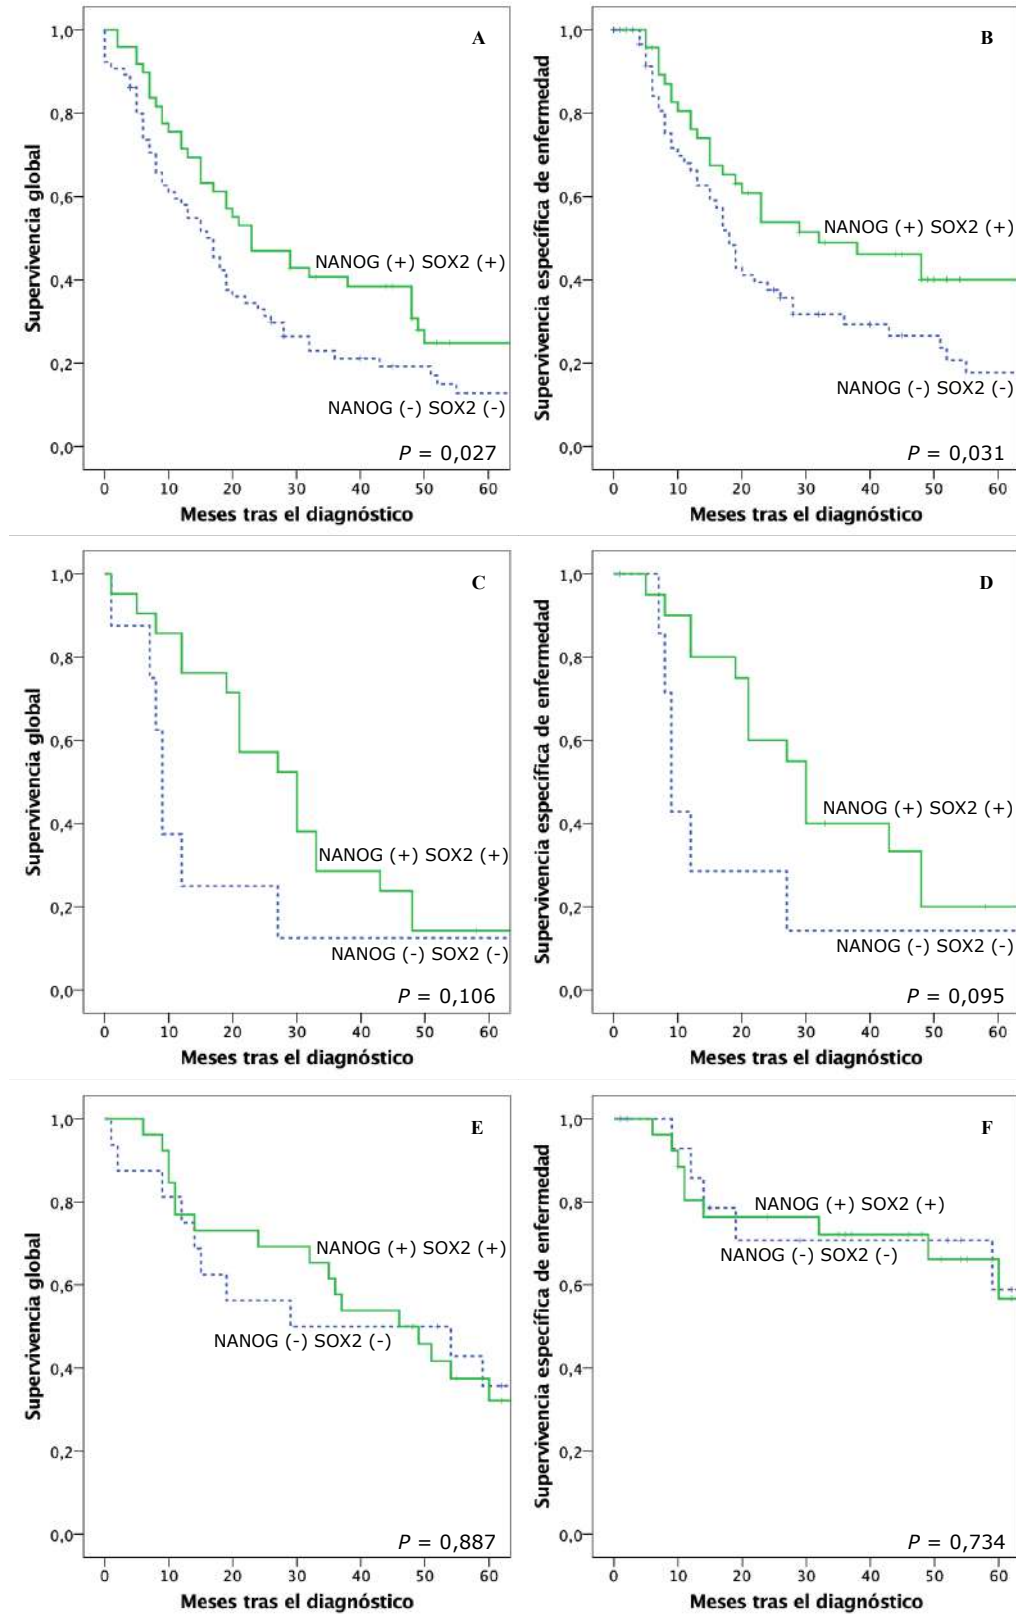 A
Supervivencia global
1,0
0,8
0,6
0,4
0,2
0,0
NANOG (+) SOX2 (+)
NANOG (-) SOX2 (-)
P = 0,027
0 10 20 30 40 50 60
Meses tras el diagnóstico
B
Supervivencia específica de enfermedad
1,0
0,8
0,6
0,4
0,2
0,0
NANOG (+) SOX2 (+)
NANOG (-) SOX2 (-)
P = 0,031
0 10 20 30 40 50 60
Meses tras el diagnóstico
C
Supervivencia global
1,0
0,8
0,6
0,4
0,2
0,0
NANOG (+) SOX2 (+)
NANOG (-) SOX2 (-)
P = 0,106
0 10 20 30 40 50 60
Meses tras el diagnóstico
D
Supervivencia específica de enfermedad
1,0
0,8
0,6
0,4
0,2
0,0
NANOG (+) SOX2 (+)
NANOG (-) SOX2 (-)
P = 0,095
0 10 20 30 40 50 60
Meses tras el diagnóstico
E
Supervivencia global
1,0
0,8
0,6
0,4
0,2
0,0
NANOG (+) SOX2 (+)
NANOG (-) SOX2 (-)
P = 0,887
0 10 20 30 40 50 60
Meses tras el diagnóstico
F
Supervivencia específica de enfermedad
1,0
0,8
0,6
0,4
0,2
0,0
NANOG (+) SOX2 (+)
NANOG (-) SOX2 (-)
P = 0,734
0 10 20 30 40 50 60
Meses tras el diagnóstico